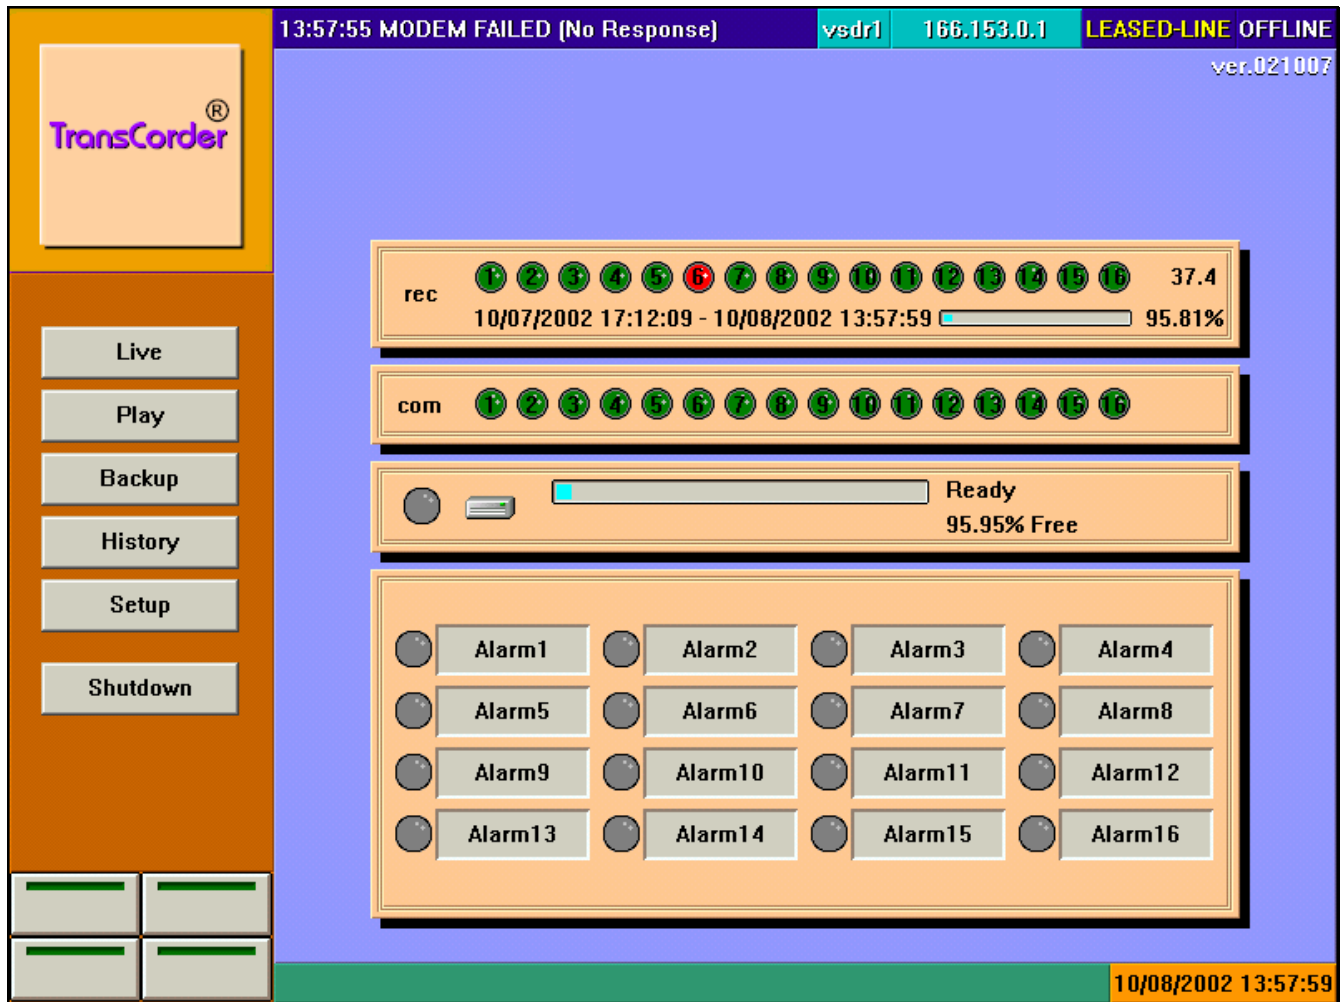 13:57:55 MODEM FAILED (No Response) vsdr1 166.153.0.1 LEASED-LINE OFFLINE
ver.021007
TransCorder®
Live
Play
Backup
History
Setup
Shutdown
rec 1 2 3 4 5 6 7 8 9 10 11 12 13 14 15 16 37.4
10/07/2002 17:12:09 - 10/08/2002 13:57:59 95.81%
com 1 2 3 4 5 6 7 8 9 10 11 12 13 14 15 16
Ready
95.95% Free
Alarm1 Alarm2 Alarm3 Alarm4
Alarm5 Alarm6 Alarm7 Alarm8
Alarm9 Alarm10 Alarm11 Alarm12
Alarm13 Alarm14 Alarm15 Alarm16
10/08/2002 13:57:59